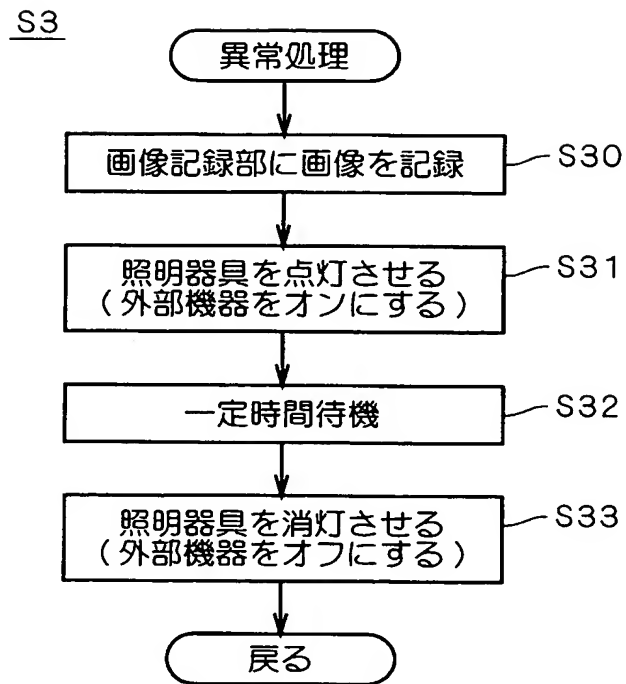 S3
異常処理
画像記録部に画像を記録
S30
照明器具を点灯させる
(外部機器をオンにする)
S31
一定時間待機
S32
照明器具を消灯させる
(外部機器をオフにする)
S33
戻る